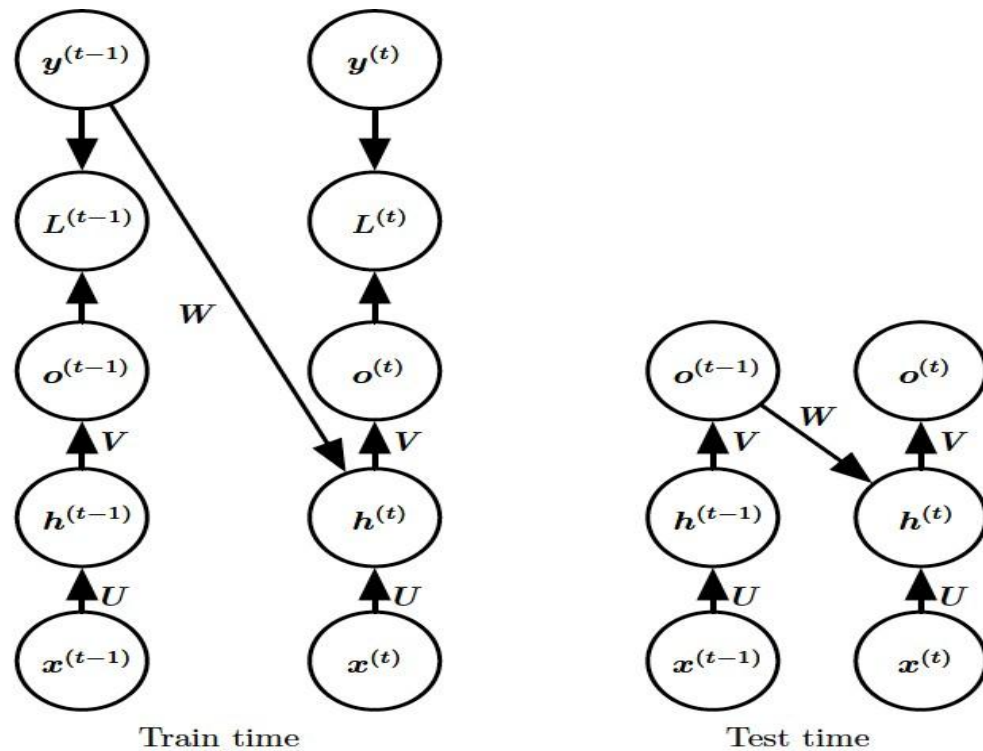 y^(t−1) y^(t)
L^(t−1) L^(t)
W
o^(t−1) o^(t) o^(t−1) o^(t)
W
V V V V
h^(t−1) h^(t) h^(t−1) h^(t)
U U U U
x^(t−1) x^(t) x^(t−1) x^(t)
Train time Test time